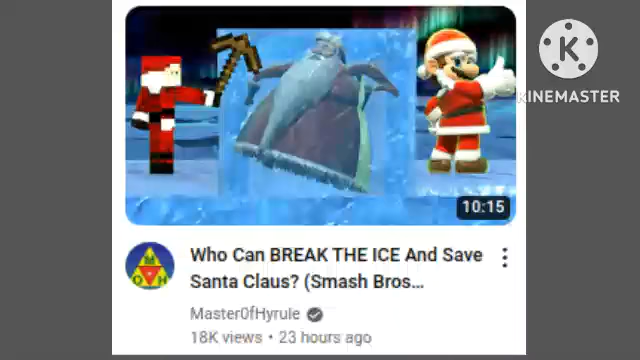 KINEMASTER
10:15
Who Can BREAK THE ICE And Save
Santa Claus? (Smash Bros...
Master0fHyrule
18K views • 23 hours ago
M
O H
K